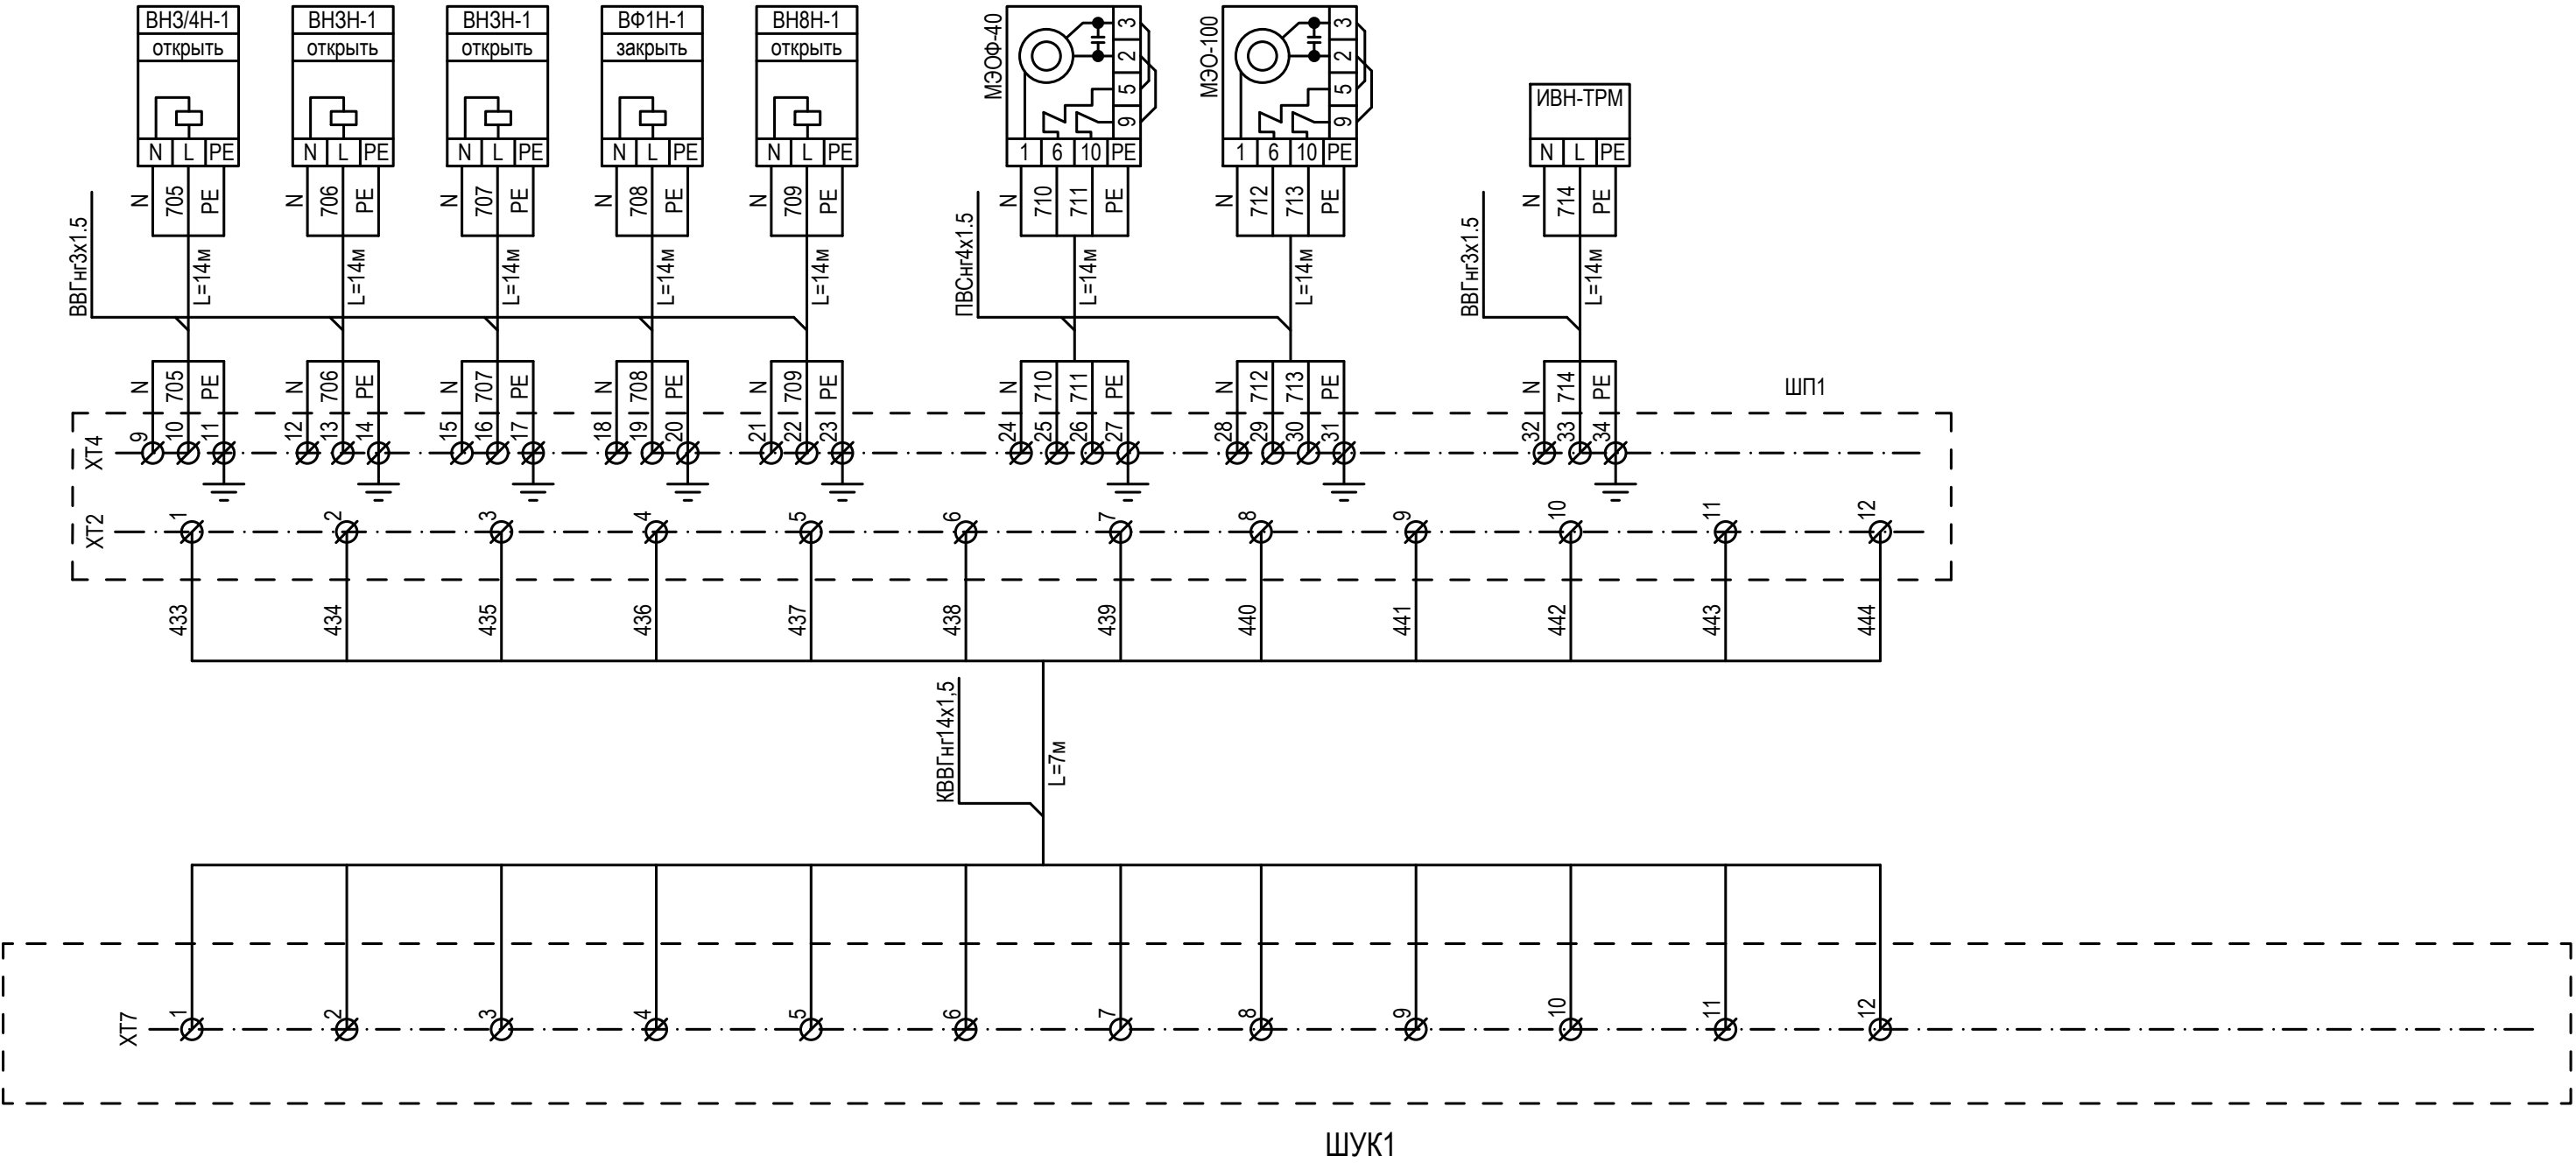 ВН3/4Н-1
открыть
N L PE
ВН3Н-1
открыть
N L PE
ВН3Н-1
открыть
N L PE
ВФ1Н-1
закрыть
N L PE
ВН8Н-1
открыть
N L PE
МЭОФ-40
3
2
5
9
1 6 10 PE
МЭО-100
3
2
5
9
1 6 10 PE
ИВН-ТРМ
N L PE
N 705 PE
N 706 PE
N 707 PE
N 708 PE
N 709 PE
N 710 711 PE
N 712 713 PE
N 714 PE
ВВГнг3х1.5
L=14м
L=14м
L=14м
L=14м
L=14м
ПВСнг4х1.5
L=14м
L=14м
ВВГнг3х1.5
L=14м
N 705 PE
N 706 PE
N 707 PE
N 708 PE
N 709 PE
N 710 711 PE
N 712 713 PE
N 714 PE
ШП1
ХТ4
9 10 11 12 13 14 15 16 17 18 19 20 21 22 23 24 25 26 27 28 29 30 31 32 33 34
ХТ2
1 2 3 4 5 6 7 8 9 10 11 12
433 434 435 436 437 438 439 440 441 442 443 444
КВВГнг14х1,5
L=7м
ХТ7
1 2 3 4 5 6 7 8 9 10 11 12
ШУК1